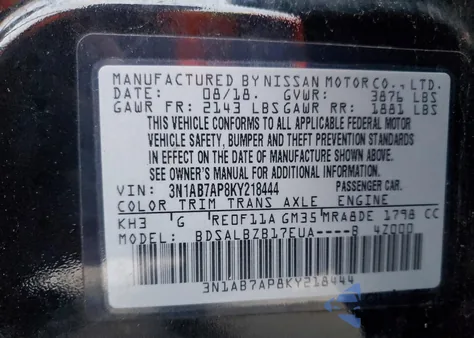 MANUFACTURED BY NISSAN MOTOR CO., LTD.
DATE: 08/18. GVWR: 3876 LBS
GAWR FR: 2143 LBS GAWR RR: 1881 LBS
THIS VEHICLE CONFORMS TO ALL APPLICABLE FEDERAL MOTOR
VEHICLE SAFETY, BUMPER AND THEFT PREVENTION STANDARDS
IN EFFECT ON THE DATE OF MANUFACTURE SHOWN ABOVE.
SEE OWNER'S MANUAL FOR ADDITIONAL INFORMATION.
VIN: 3N1AB7AP8KY218444 PASSENGER CAR.
COLOR TRIM TRANS AXLE ENGINE
KH3 G RE0F11A GM35 MRA8DE 1798 CC
MODEL: BDSALBZB17EUA----B 4Z000
3N1AB7AP8KY218444